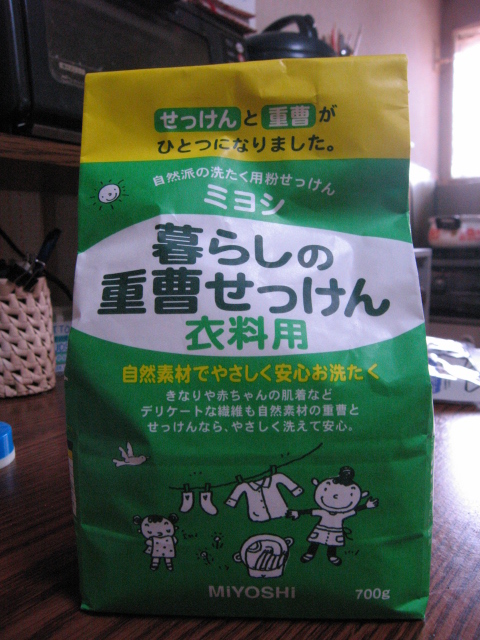 せっけんと重曹が
ひとつになりました。
自然派の洗たく用粉せっけん
ミヨシ
暮らしの
重曹せっけん
衣料用
自然素材でやさしく安心お洗たく
きなりや赤ちゃんの肌着など
デリケートな繊維も自然素材の重曹と
せっけんなら、やさしく洗えて安心。
MiYOSHi
700g